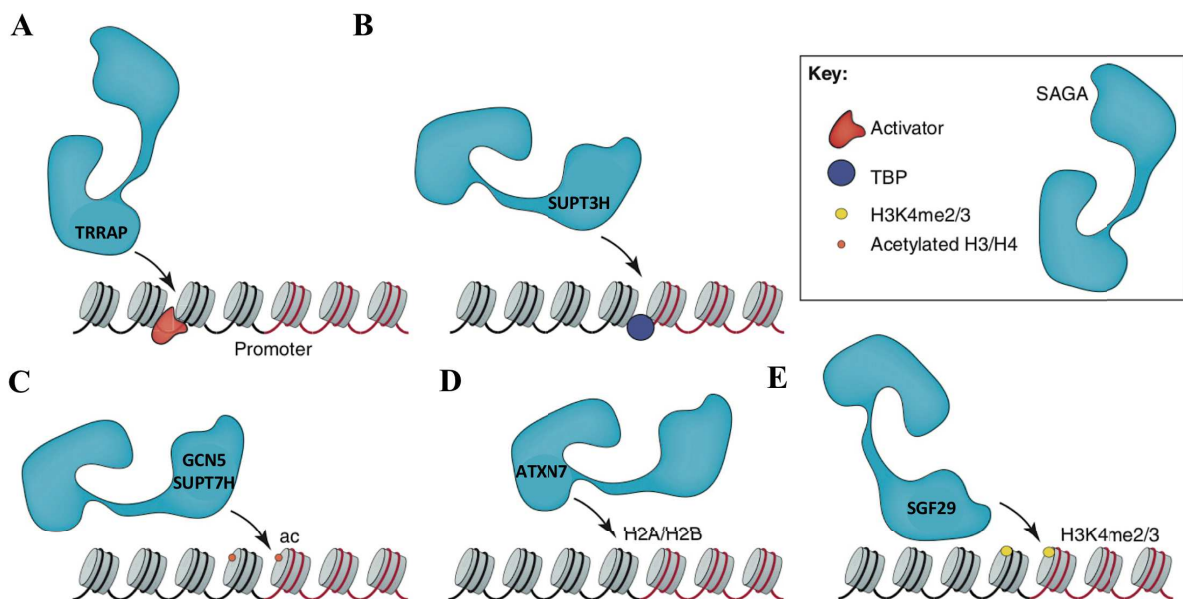 A
TRRAP
Promoter
B
SUPT3H
Key:
SAGA
Activator
TBP
H3K4me2/3
Acetylated H3/H4
C
GCN5
SUPT7H
ac
D
ATXN7
H2A/H2B
E
SGF29
H3K4me2/3